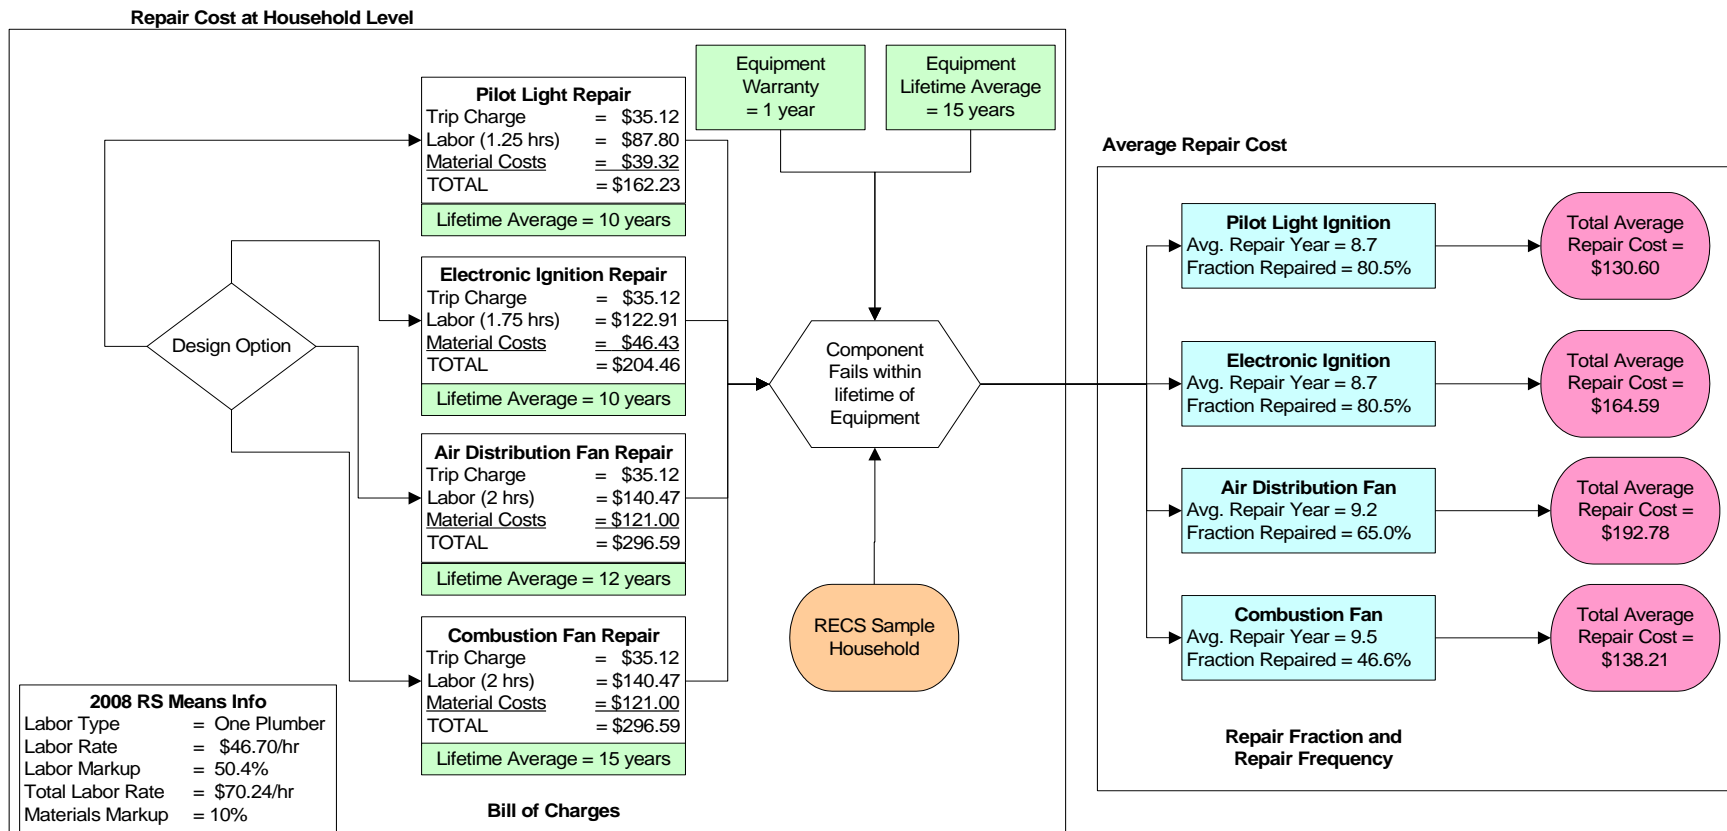 Repair Cost at Household Level
Pilot Light Repair
Trip Charge = $35.12
Labor (1.25 hrs) = $87.80
Material Costs = $39.32
TOTAL = $162.23
Lifetime Average = 10 years
Electronic Ignition Repair
Trip Charge = $35.12
Labor (1.75 hrs) = $122.91
Material Costs = $46.43
TOTAL = $204.46
Lifetime Average = 10 years
Air Distribution Fan Repair
Trip Charge = $35.12
Labor (2 hrs) = $140.47
Material Costs = $121.00
TOTAL = $296.59
Lifetime Average = 12 years
Combustion Fan Repair
Trip Charge = $35.12
Labor (2 hrs) = $140.47
Material Costs = $121.00
TOTAL = $296.59
Lifetime Average = 15 years
Design Option
2008 RS Means Info
Labor Type = One Plumber
Labor Rate = $46.70/hr
Labor Markup = 50.4%
Total Labor Rate = $70.24/hr
Materials Markup = 10%
Bill of Charges
Equipment
Warranty
= 1 year
Equipment
Lifetime Average
= 15 years
Component
Fails within
lifetime of
Equipment
RECS Sample
Household
Average Repair Cost
Pilot Light Ignition
Avg. Repair Year = 8.7
Fraction Repaired = 80.5%
Total Average
Repair Cost =
$130.60
Electronic Ignition
Avg. Repair Year = 8.7
Fraction Repaired = 80.5%
Total Average
Repair Cost =
$164.59
Air Distribution Fan
Avg. Repair Year = 9.2
Fraction Repaired = 65.0%
Total Average
Repair Cost =
$192.78
Combustion Fan
Avg. Repair Year = 9.5
Fraction Repaired = 46.6%
Total Average
Repair Cost =
$138.21
Repair Fraction and
Repair Frequency